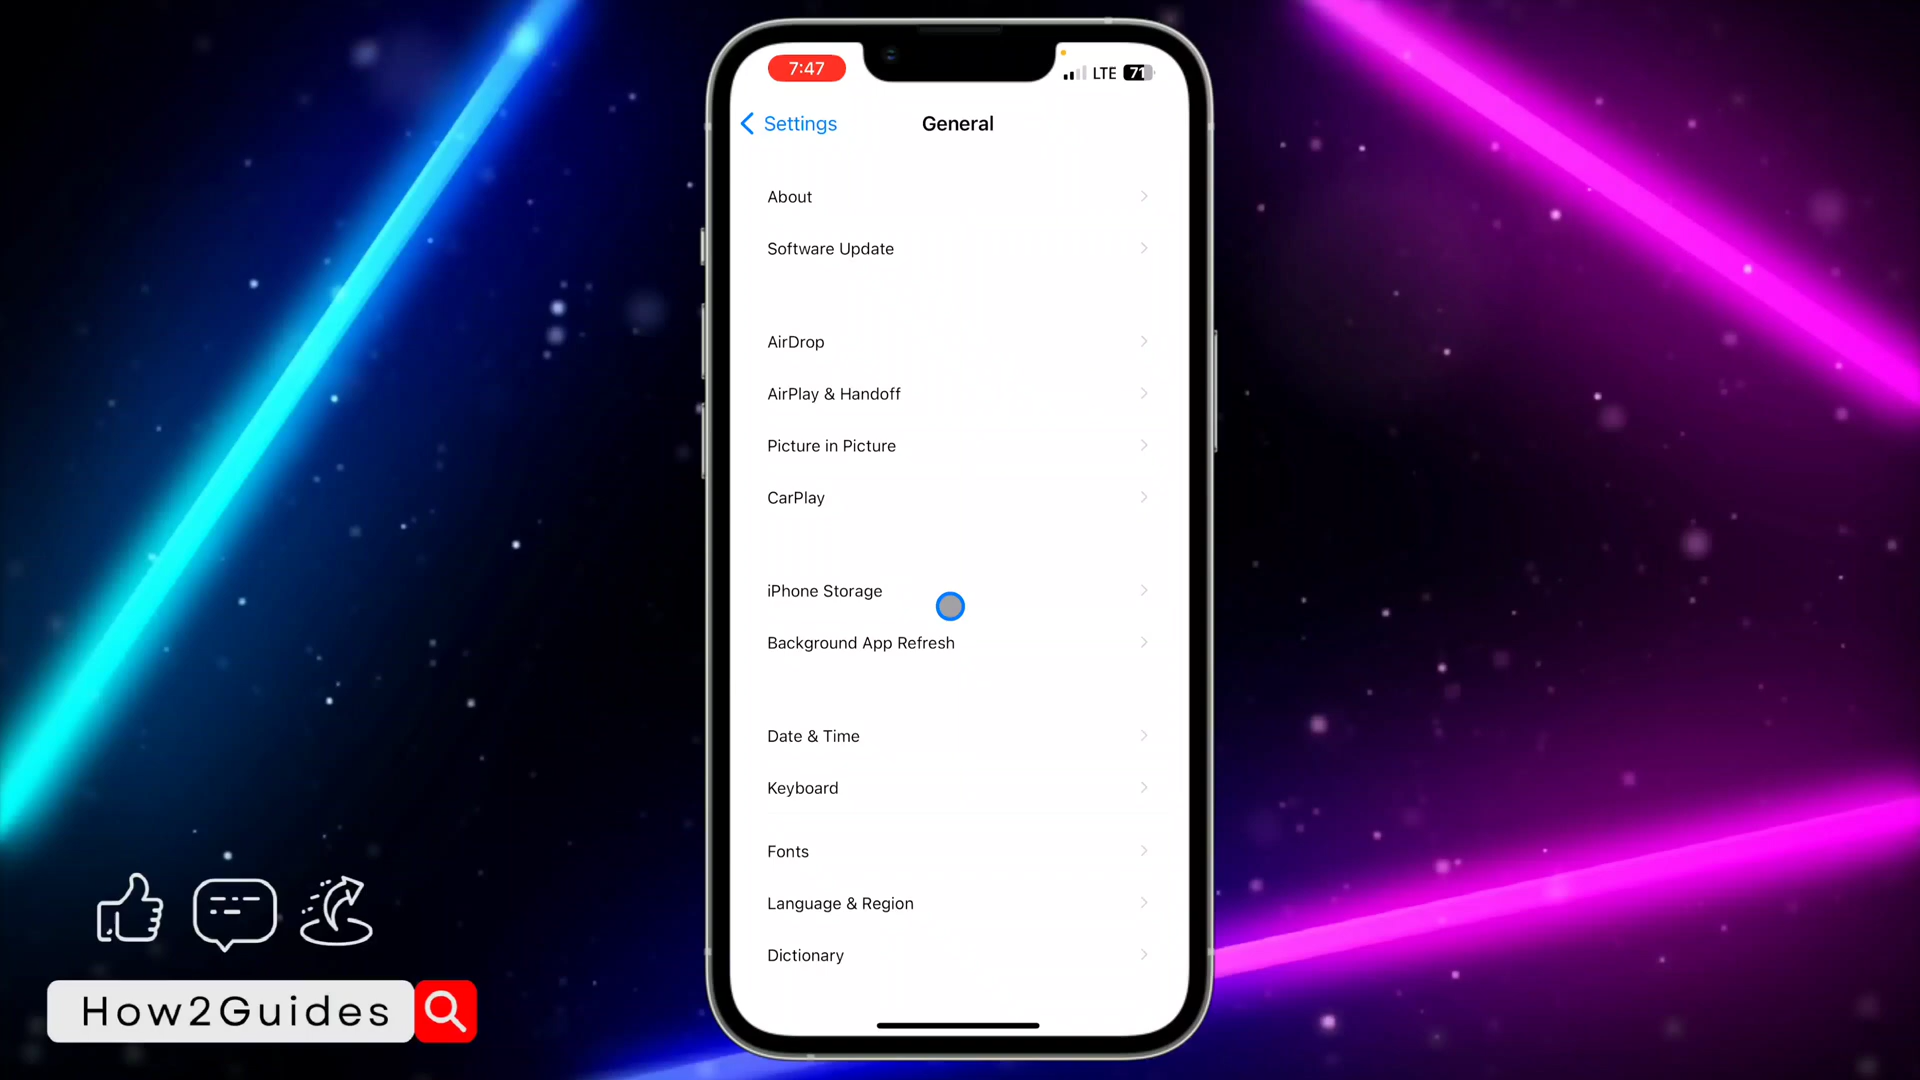 7:47
LTE 71
Settings
General
About
Software Update
AirDrop
AirPlay & Handoff
Picture in Picture
CarPlay
iPhone Storage
Background App Refresh
Date & Time
Keyboard
Fonts
Language & Region
Dictionary
How2Guides